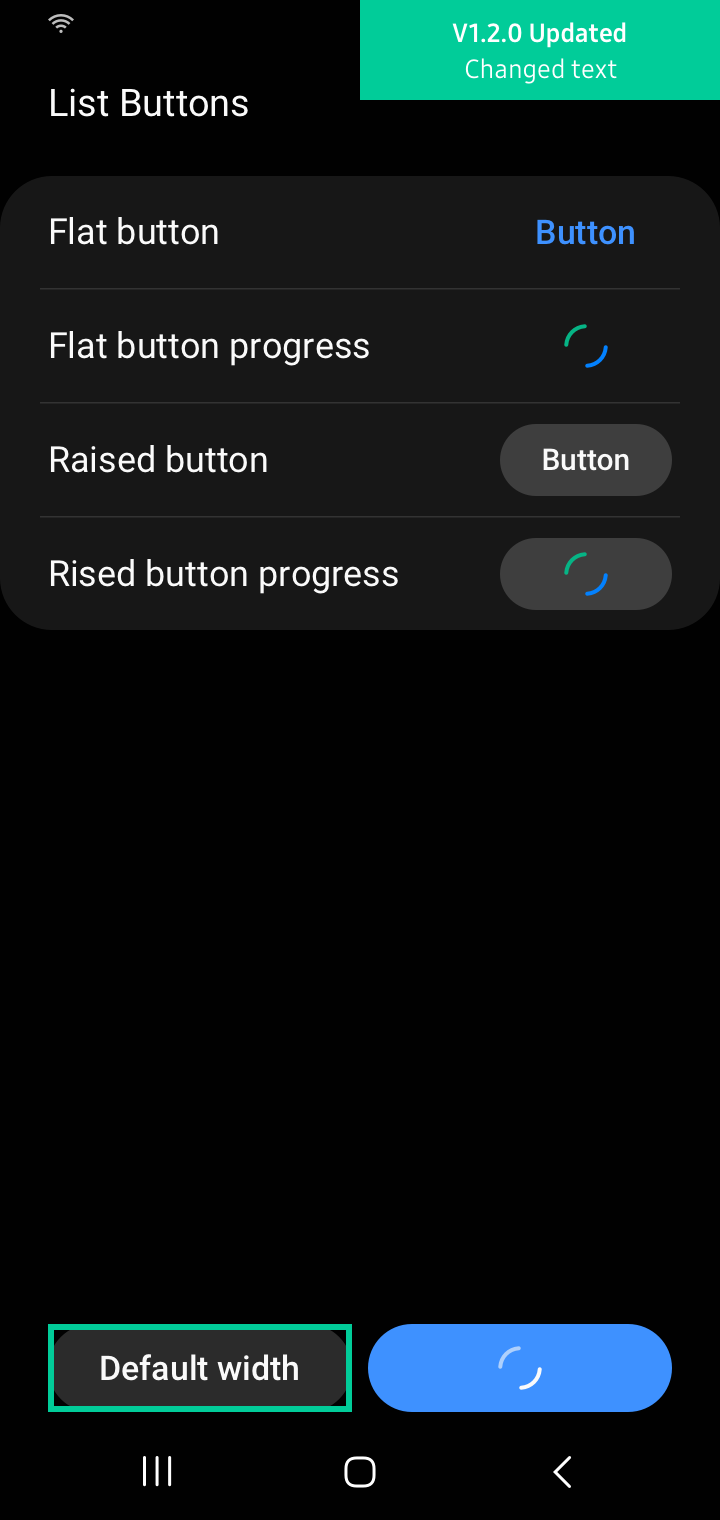 V1.2.0 Updated
Changed text
List Buttons
Flat button
Button
Flat button progress
Raised button
Button
Rised button progress
Default width